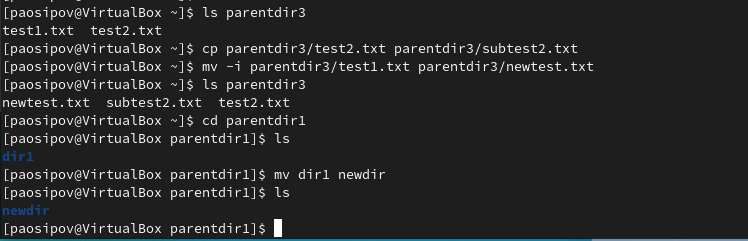 [paosipov@VirtualBox ~]$ ls parentdir3
test1.txt  test2.txt
[paosipov@VirtualBox ~]$ cp parentdir3/test2.txt parentdir3/subtest2.txt
[paosipov@VirtualBox ~]$ mv -i parentdir3/test1.txt parentdir3/newtest.txt
[paosipov@VirtualBox ~]$ ls parentdir3
newtest.txt  subtest2.txt  test2.txt
[paosipov@VirtualBox ~]$ cd parentdir1
[paosipov@VirtualBox parentdir1]$ ls
dir1
[paosipov@VirtualBox parentdir1]$ mv dir1 newdir
[paosipov@VirtualBox parentdir1]$ ls
newdir
[paosipov@VirtualBox parentdir1]$